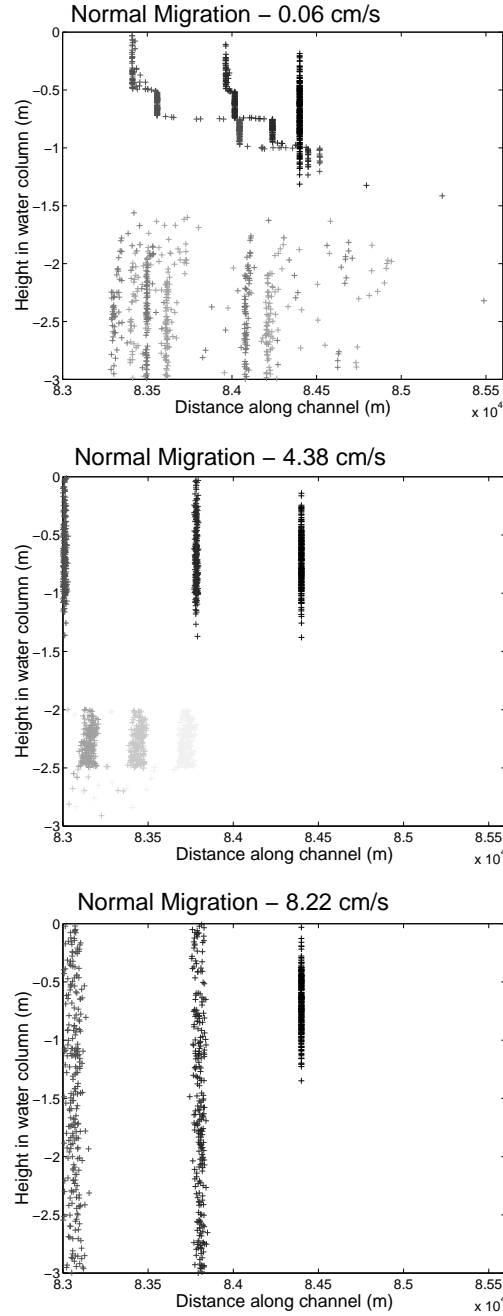 Normal Migration – 0.06 cm/s
0
−0.5
−1
−1.5
−2
−2.5
−3
Height in water column (m)
8.3 8.35 8.4 8.45 8.5 8.55
Distance along channel (m)
x 10⁴
Normal Migration – 4.38 cm/s
0
−0.5
−1
−1.5
−2
−2.5
−3
Height in water column (m)
8.3 8.35 8.4 8.45 8.5 8.55
Distance along channel (m)
x 10⁴
Normal Migration – 8.22 cm/s
0
−0.5
−1
−1.5
−2
−2.5
−3
Height in water column (m)
8.3 8.35 8.4 8.45 8.5 8.55
Distance along channel (m)
x 10⁴